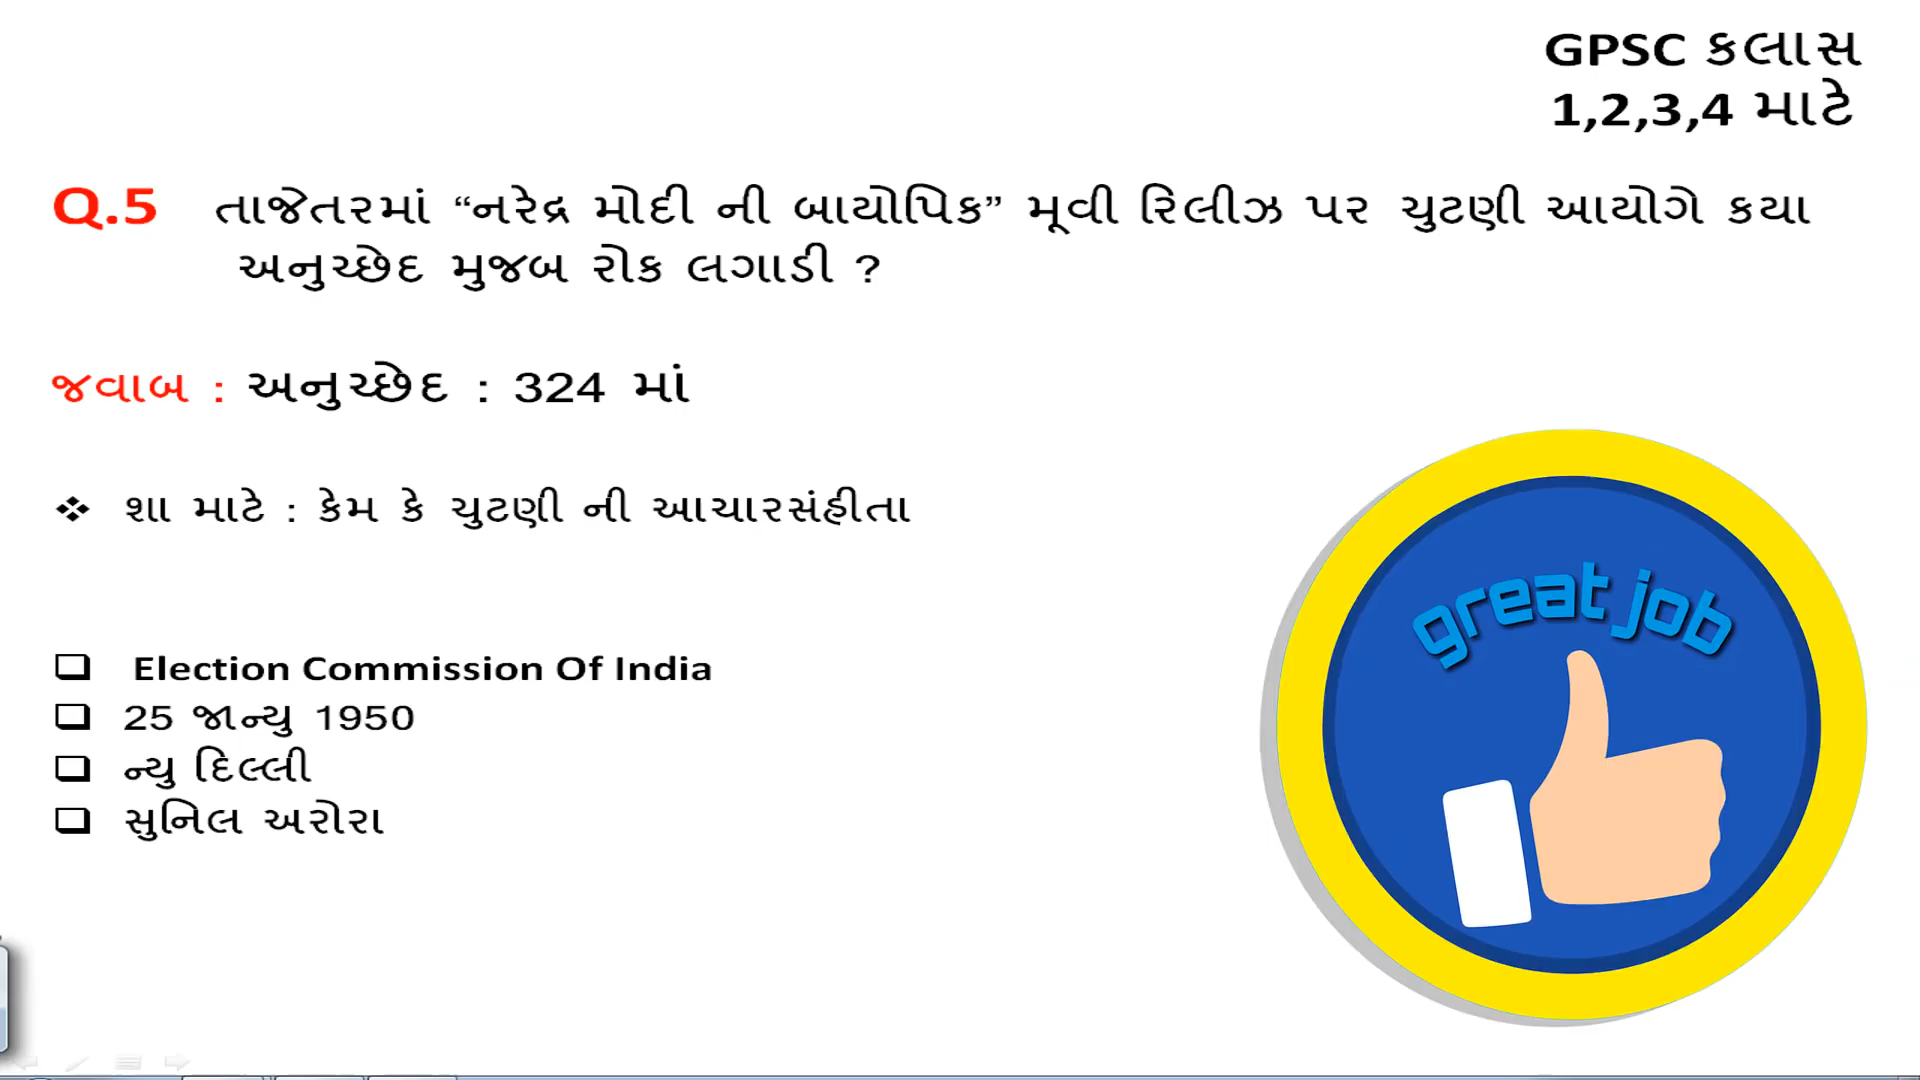 GPSC કલાસ
1,2,3,4 માટે
Q.5 તાજેતરમાં “નરેદ્ર મોદી ની બાયોપિક” મૂવી રિલીઝ પર ચુટણી આયોગે કયા
અનુચ્છેદ મુજબ રોક લગાડી ?
જવાબ : અનુચ્છેદ : 324 માં
❖ શા માટે : કેમ કે ચુટણી ની આચારસંહીતા
great job
❑ Election Commission Of India
❑ 25 જાન્યુ 1950
❑ ન્યુ દિલ્લી
❑ સુનિલ અરોરા